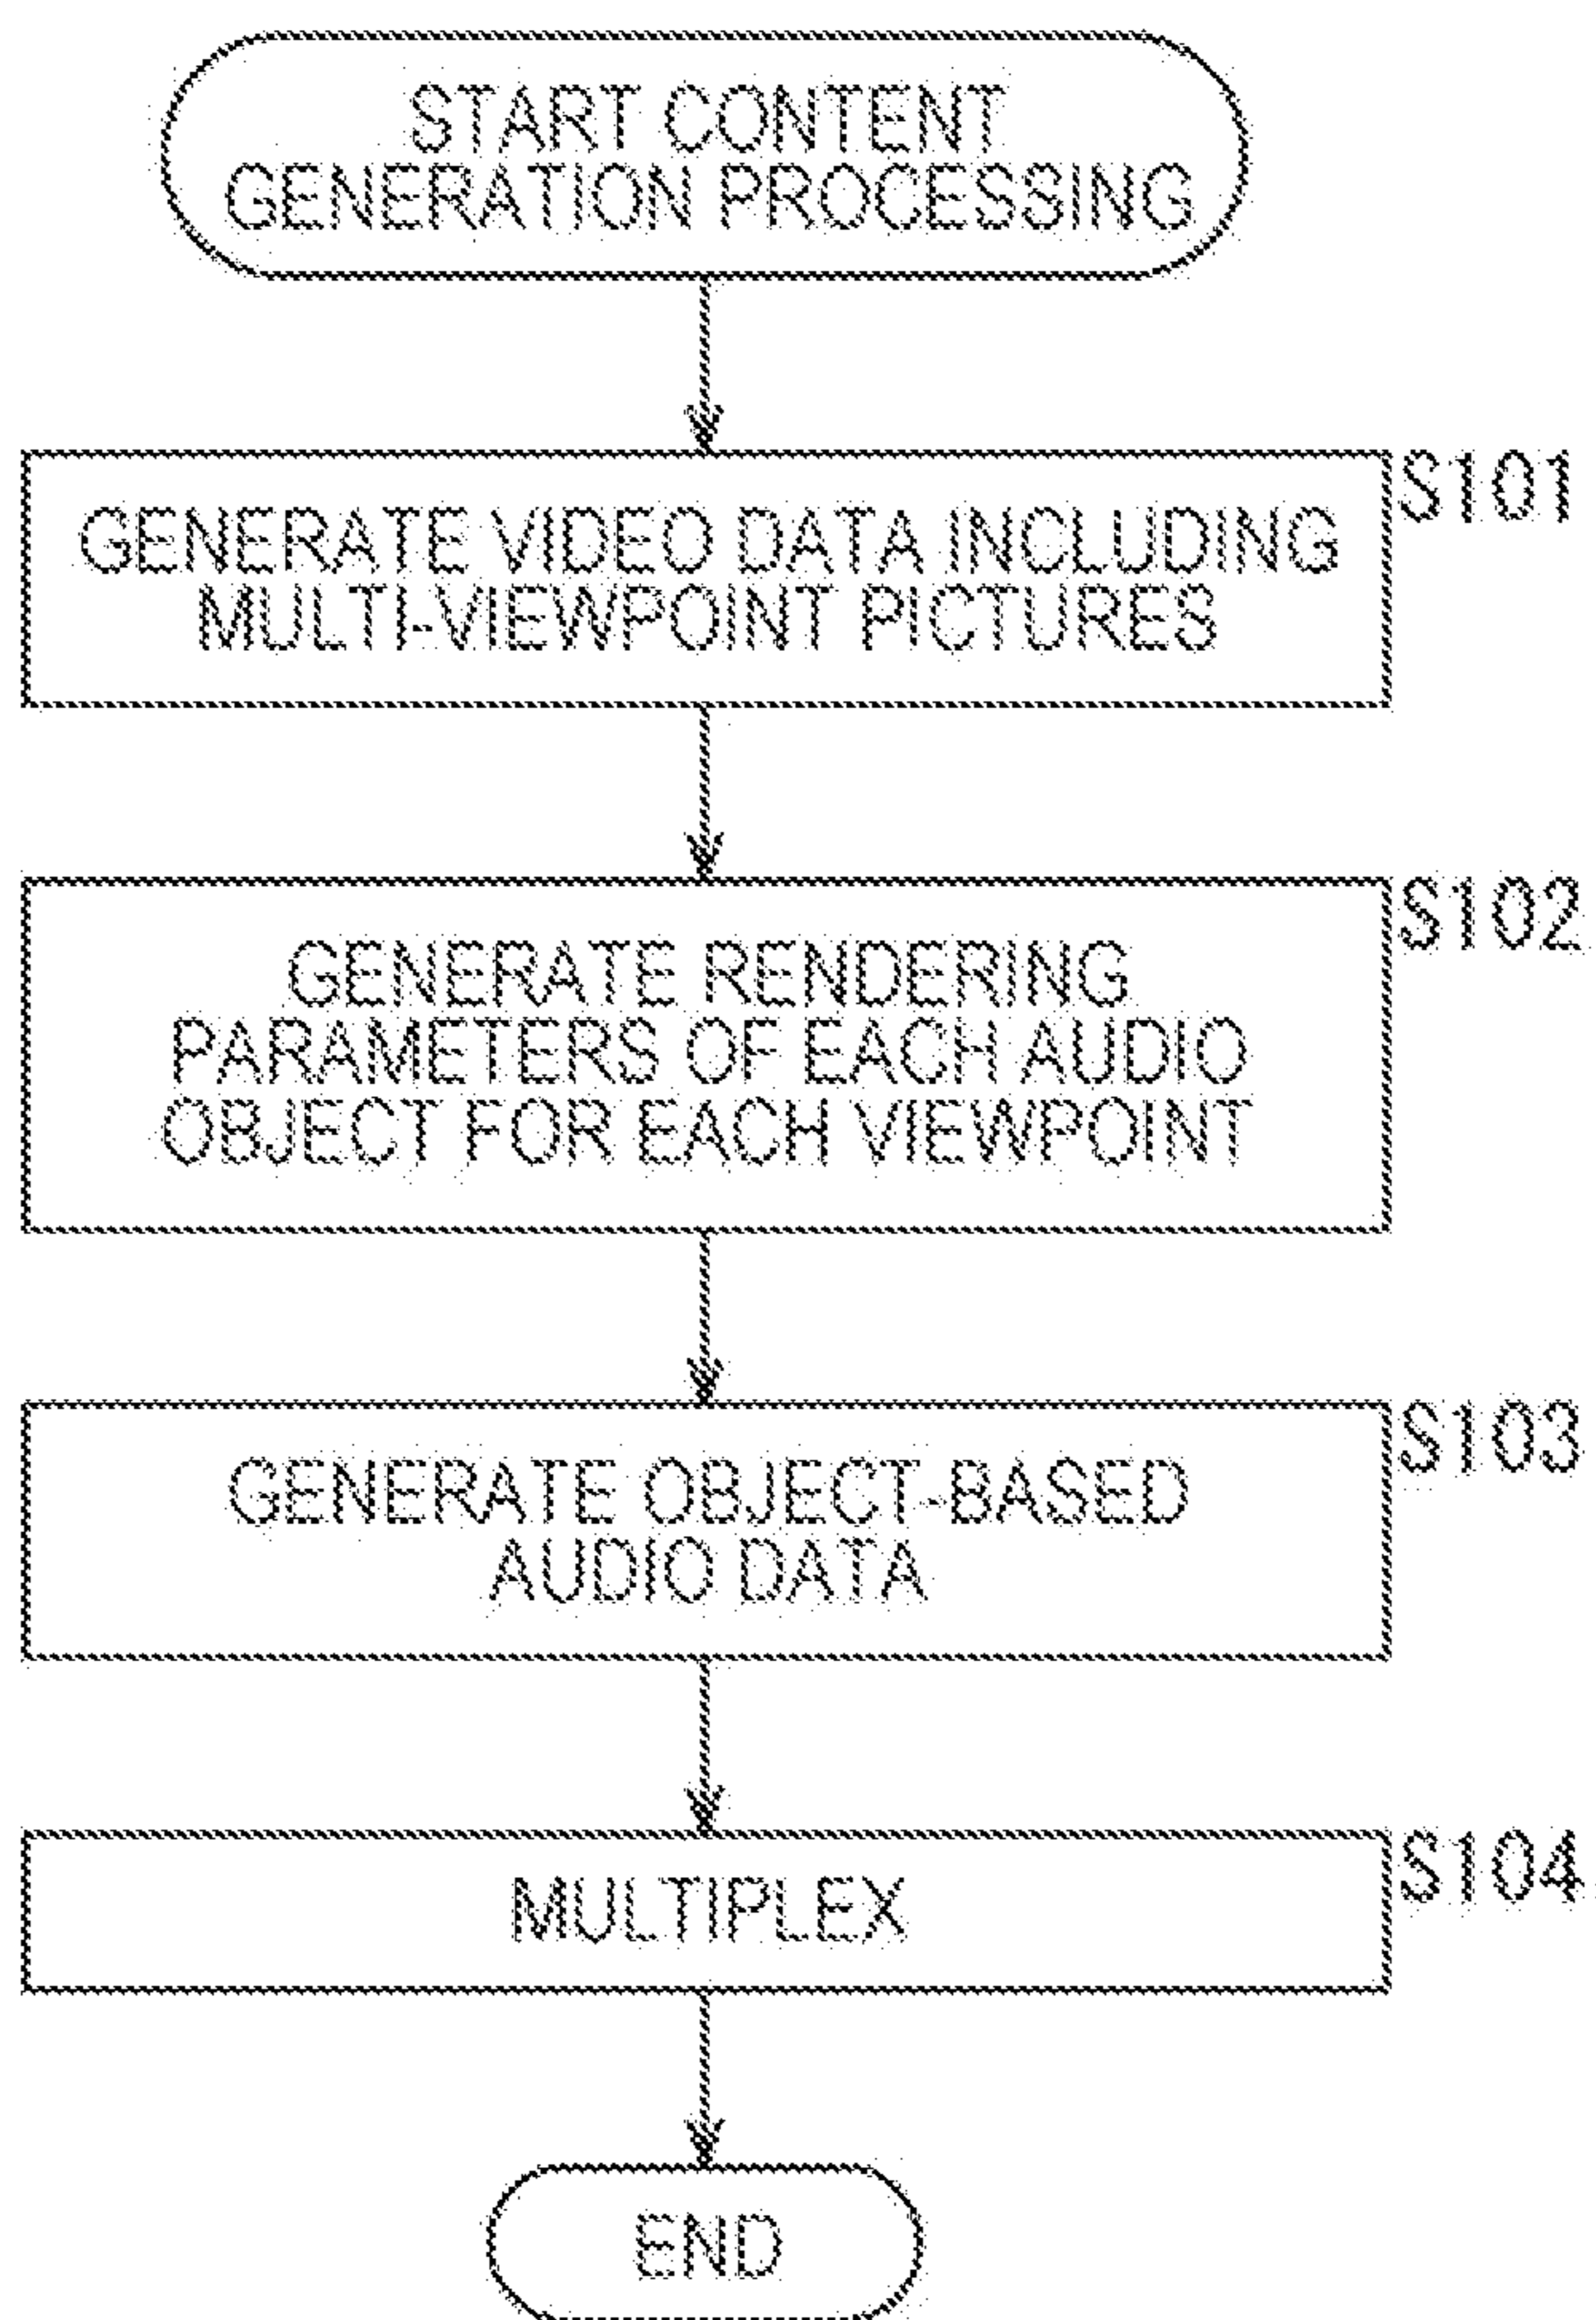 START CONTENT
GENERATION PROCESSING
S101
GENERATE VIDEO DATA INCLUDING
MULTI-VIEWPOINT PICTURES
S102
GENERATE RENDERING
PARAMETERS OF EACH AUDIO
OBJECT FOR EACH VIEWPOINT
S103
GENERATE OBJECT-BASED
AUDIO DATA
S104
MULTIPLEX
END